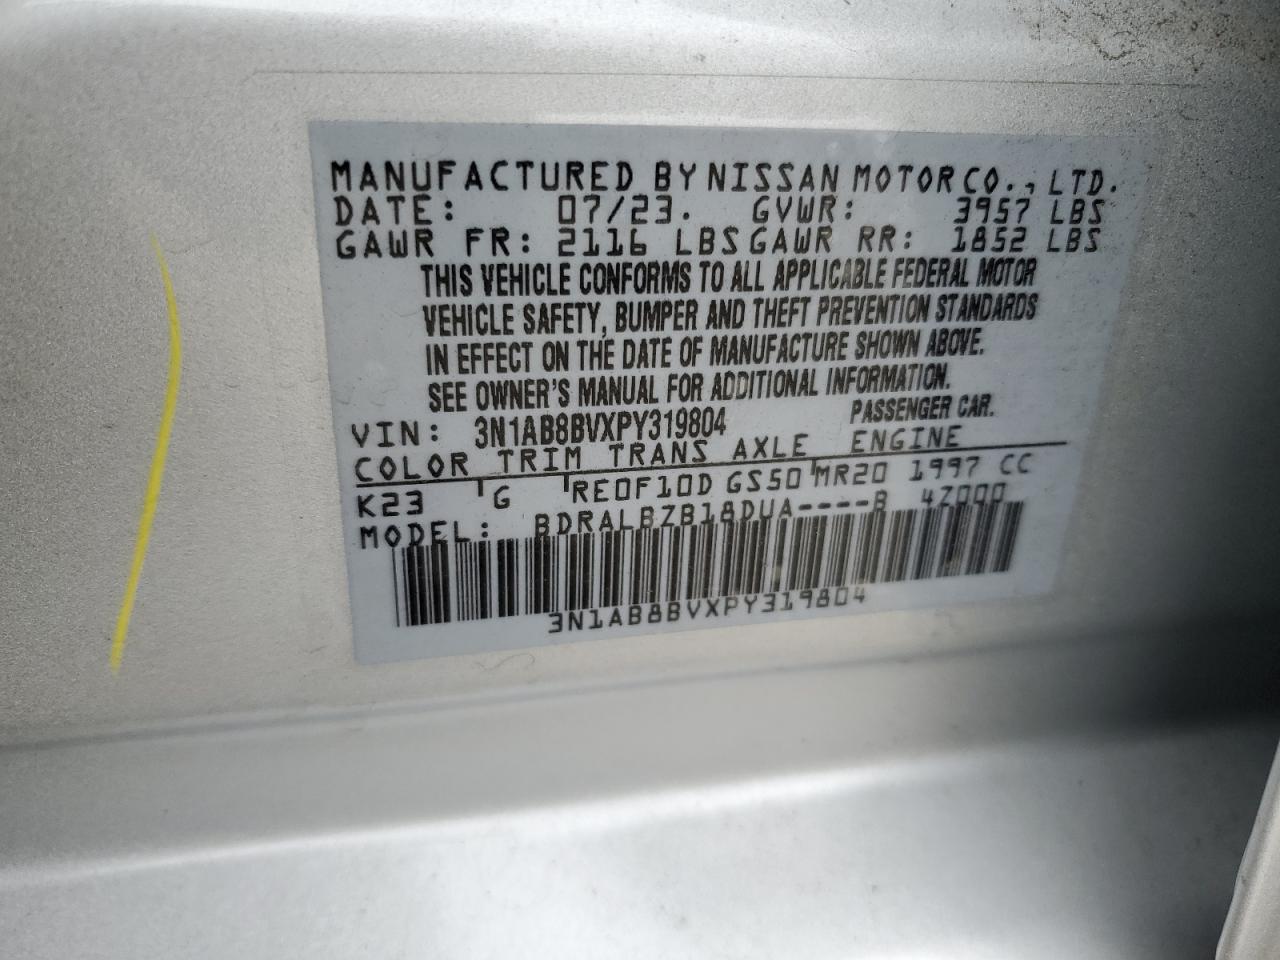 MANUFACTURED BY NISSAN MOTOR CO., LTD.
DATE: 07/23. GVWR: 3957 LBS
GAWR FR: 2116 LBS GAWR RR: 1852 LBS
THIS VEHICLE CONFORMS TO ALL APPLICABLE FEDERAL MOTOR
VEHICLE SAFETY, BUMPER AND THEFT PREVENTION STANDARDS
IN EFFECT ON THE DATE OF MANUFACTURE SHOWN ABOVE.
SEE OWNER'S MANUAL FOR ADDITIONAL INFORMATION.
VIN: 3N1AB8BVXPY319804 PASSENGER CAR.
COLOR TRIM TRANS AXLE ENGINE
K23 G RE0F10D GS50 MR20 1997 CC
MODEL: BDRALBZB18DUA----B 4Z000
3N1AB8BVXPY319804